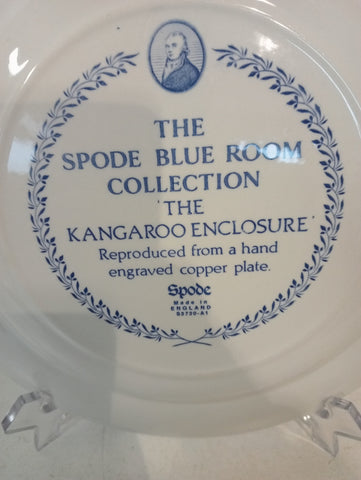 THE
SPODE BLUE ROOM
COLLECTION
'THE
KANGAROO ENCLOSURE'
Reproduced from a hand
engraved copper plate.
Spode
Made in
ENGLAND
S3700-A1